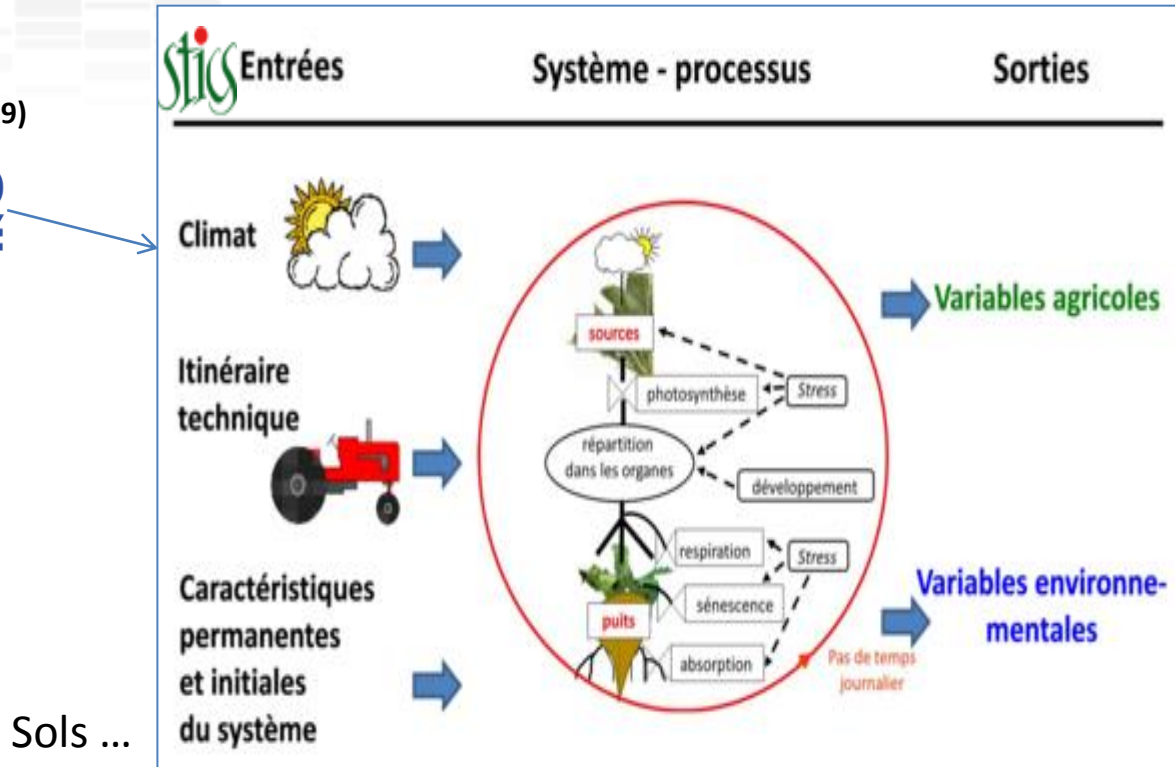 9)
stics Entrées
Système - processus
Sorties
Climat
Itinéraire
technique
Caractéristiques
permanentes
et initiales
du système
Sols ...
sources
photosynthèse
Stress
répartition
dans les organes
développement
respiration
Stress
sénescence
puits
absorption
Pas de temps
journalier
Variables agricoles
Variables environne-
mentales